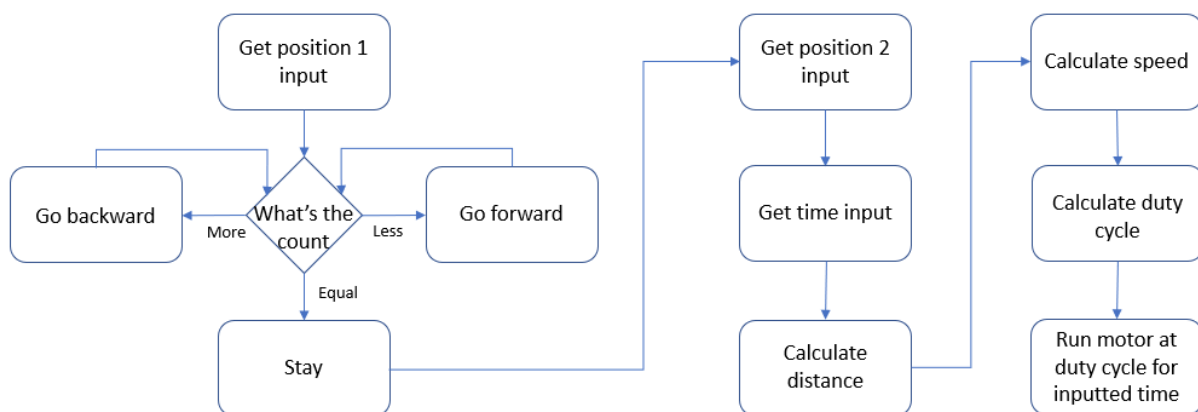 Get position 1
input
Go backward
More
What's the
count
Less
Go forward
Equal
Stay
Get position 2
input
Get time input
Calculate
distance
Calculate speed
Calculate duty
cycle
Run motor at
duty cycle for
inputted time